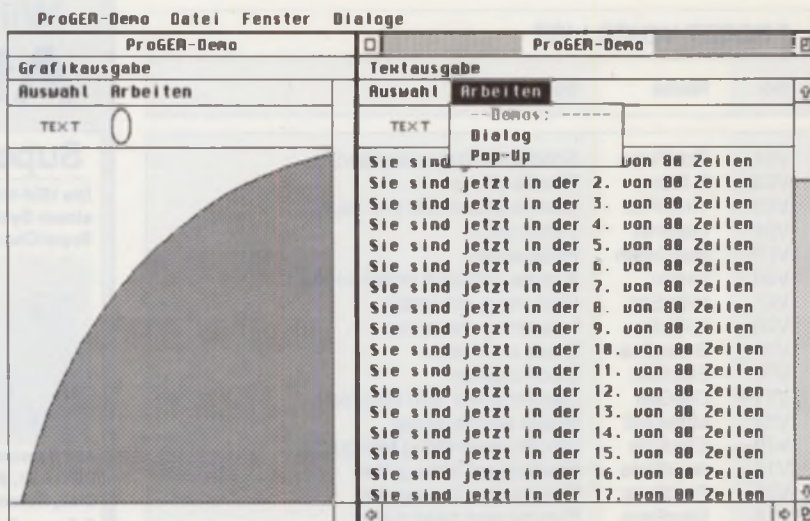 ProGEM-Demo Datei Fenster Dialoge
ProGEM-Demo
Grafikausgabe
Auswahl Arbeiten
TEXT
ProGEM-Demo
Textausgabe
Auswahl Arbeiten
TEXT
--Demos: -----
Dialog
Pop-Up
Sie sind von 80 Zeilen
Sie sind jetzt in der 2. von 80 Zeilen
Sie sind jetzt in der 3. von 80 Zeilen
Sie sind jetzt in der 4. von 80 Zeilen
Sie sind jetzt in der 5. von 80 Zeilen
Sie sind jetzt in der 6. von 80 Zeilen
Sie sind jetzt in der 7. von 80 Zeilen
Sie sind jetzt in der 8. von 80 Zeilen
Sie sind jetzt in der 9. von 80 Zeilen
Sie sind jetzt in der 10. von 80 Zeilen
Sie sind jetzt in der 11. von 80 Zeilen
Sie sind jetzt in der 12. von 80 Zeilen
Sie sind jetzt in der 13. von 80 Zeilen
Sie sind jetzt in der 14. von 80 Zeilen
Sie sind jetzt in der 15. von 80 Zeilen
Sie sind jetzt in der 16. von 80 Zeilen
Sie sind jetzt in der 17. von 80 Zeilen